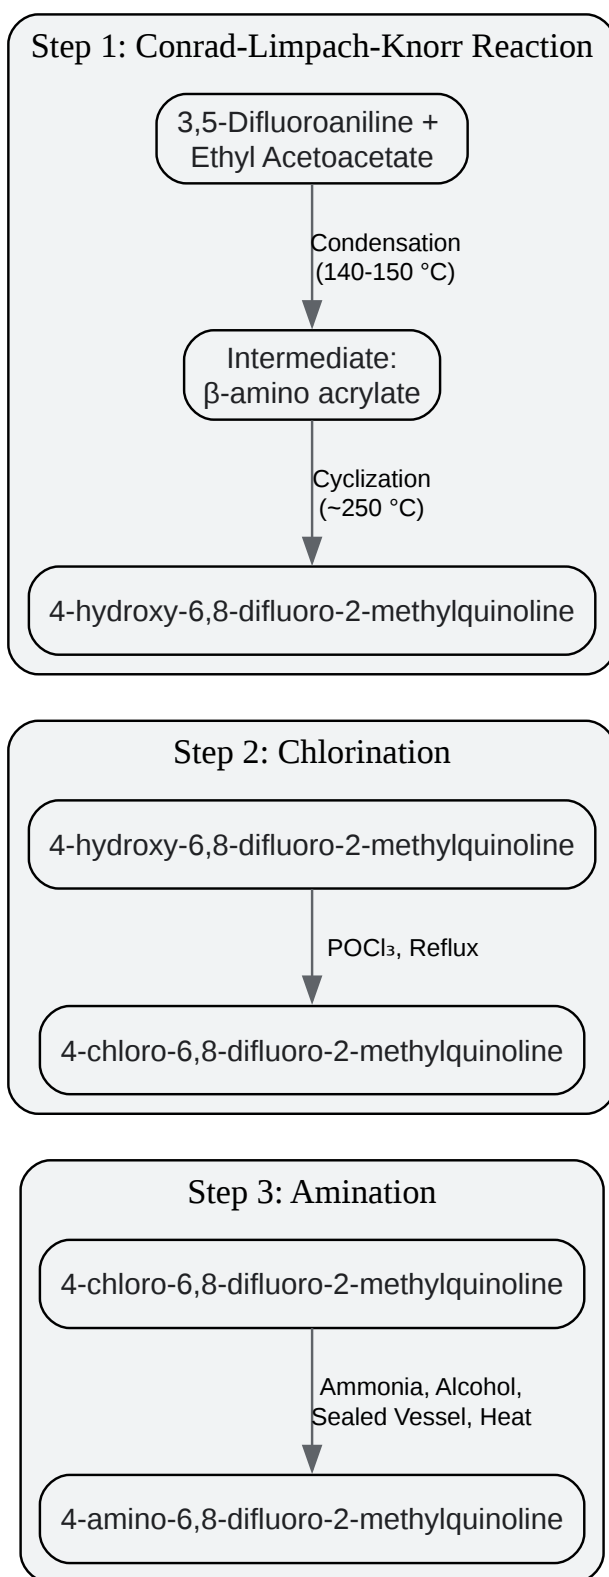 Step 1: Conrad-Limpach-Knorr Reaction
3,5-Difluoroaniline +
Ethyl Acetoacetate
Condensation
(140-150 °C)
Intermediate:
β-amino acrylate
Cyclization
(~250 °C)
4-hydroxy-6,8-difluoro-2-methylquinoline
Step 2: Chlorination
4-hydroxy-6,8-difluoro-2-methylquinoline
POCl₃, Reflux
4-chloro-6,8-difluoro-2-methylquinoline
Step 3: Amination
4-chloro-6,8-difluoro-2-methylquinoline
Ammonia, Alcohol,
Sealed Vessel, Heat
4-amino-6,8-difluoro-2-methylquinoline